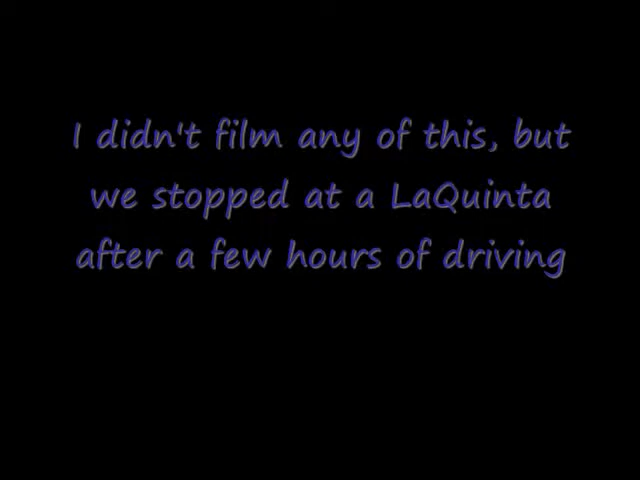 I didn't film any of this, but
we stopped at a LaQuinta
after a few hours of driving